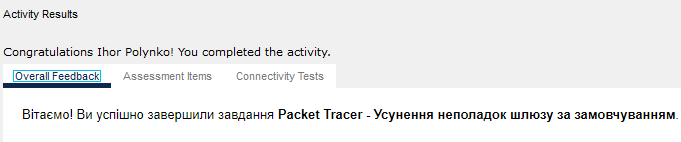 Activity Results
Congratulations Ihor Polynko! You completed the activity.
Overall Feedback Assessment Items Connectivity Tests
Вітаємо! Ви успішно завершили завдання Packet Tracer - Усунення неполадок шлюзу за замовчуванням.